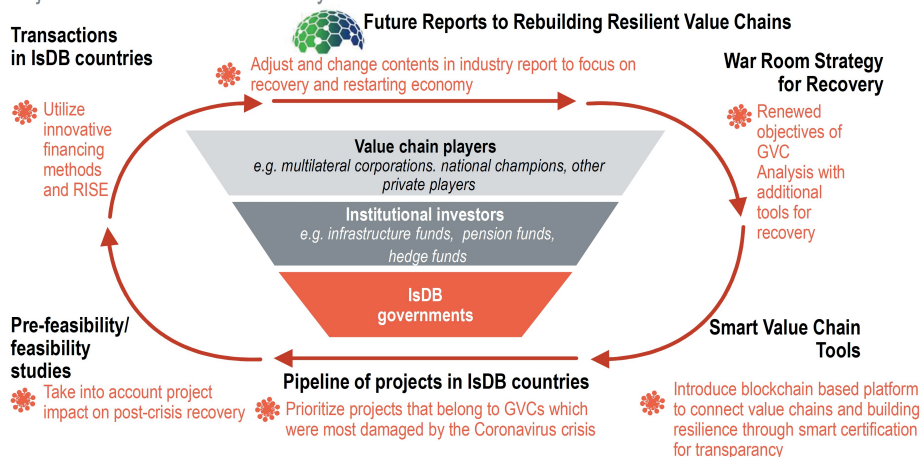 Future Reports to Rebuilding Resilient Value Chains
Adjust and change contents in industry report to focus on
recovery and restarting economy
War Room Strategy
for Recovery
Renewed
objectives of
GVC
Analysis with
additional
tools for
recovery
Smart Value Chain
Tools
Introduce blockchain based platform
to connect value chains and building
resilience through smart certification
for transparancy
Pipeline of projects in IsDB countries
Prioritize projects that belong to GVCs which
were most damaged by the Coronavirus crisis
Pre-feasibility/
feasibility
studies
Take into account project
impact on post-crisis recovery
Transactions
in IsDB countries
Utilize
innovative
financing
methods
and RISE
Value chain players
e.g. multilateral corporations. national champions, other
private players
Institutional investors
e.g. infrastructure funds, pension funds,
hedge funds
IsDB
governments